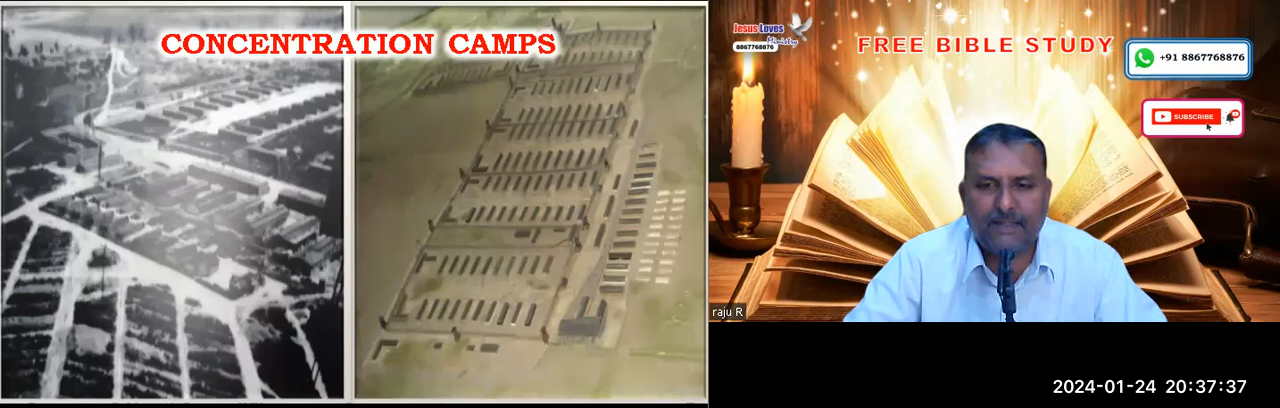 CONCENTRATION CAMPS
Jesus Loves
Ministry
8867768876
FREE BIBLE STUDY
+91 8867768876
SUBSCRIBE
raju R
2024-01-24 20:37:37